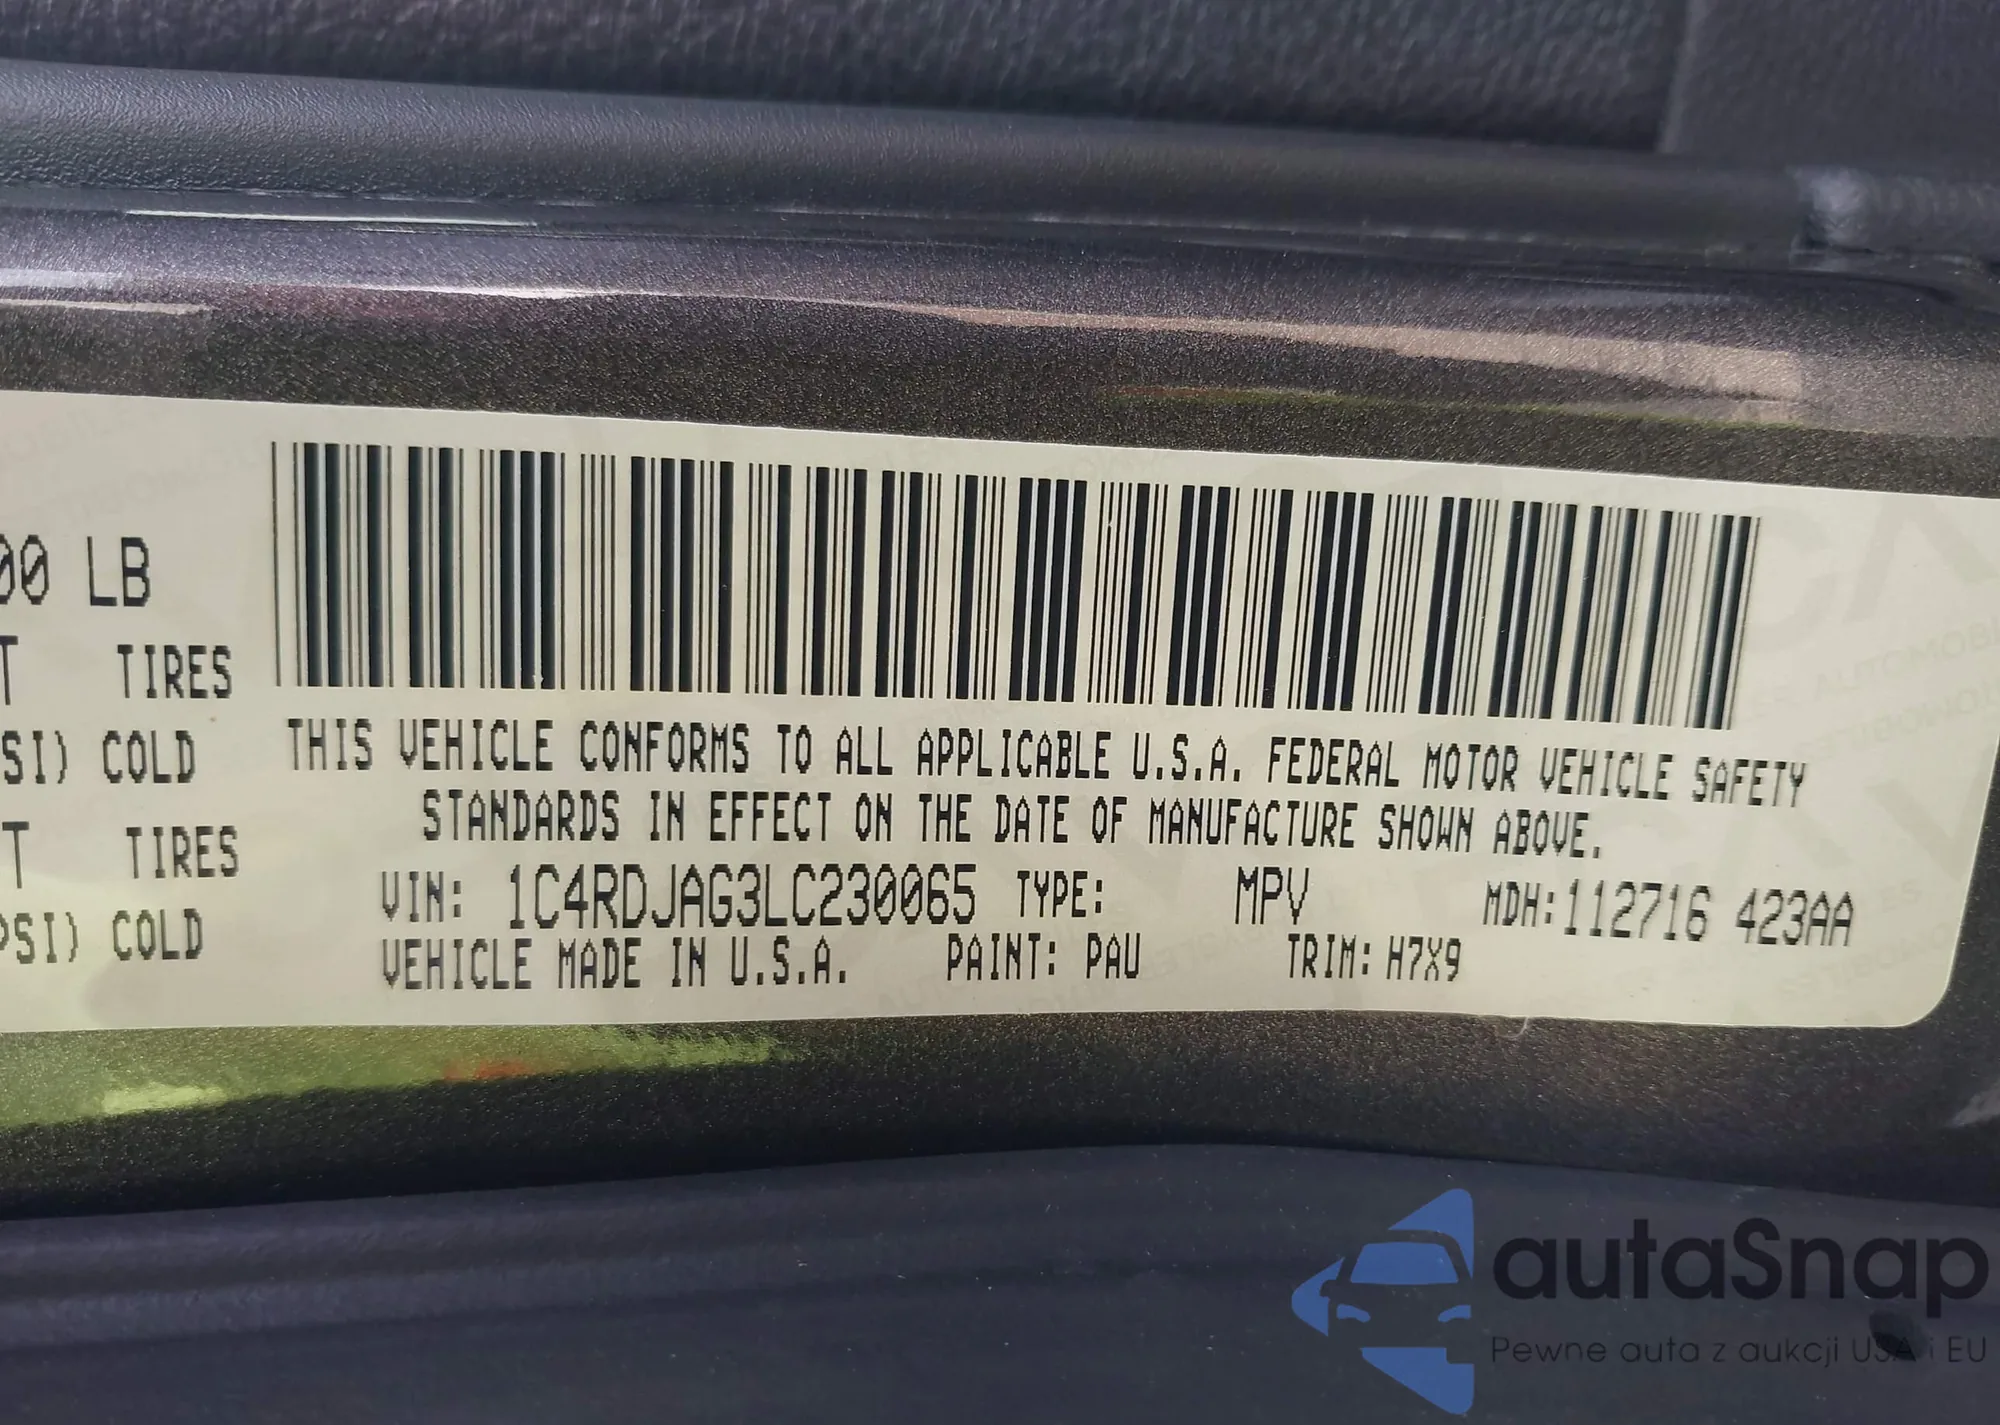 00 LB
T TIRES
SI) COLD
T TIRES
PSI) COLD
THIS VEHICLE CONFORMS TO ALL APPLICABLE U.S.A. FEDERAL MOTOR VEHICLE SAFETY
STANDARDS IN EFFECT ON THE DATE OF MANUFACTURE SHOWN ABOVE.
VIN: 1C4RDJAG3LC230065 TYPE: MPV MDH:112716 423AA
VEHICLE MADE IN U.S.A. PAINT: PAU TRIM: H7X9
autaSnap
Pewne auta z aukcji USA i EU